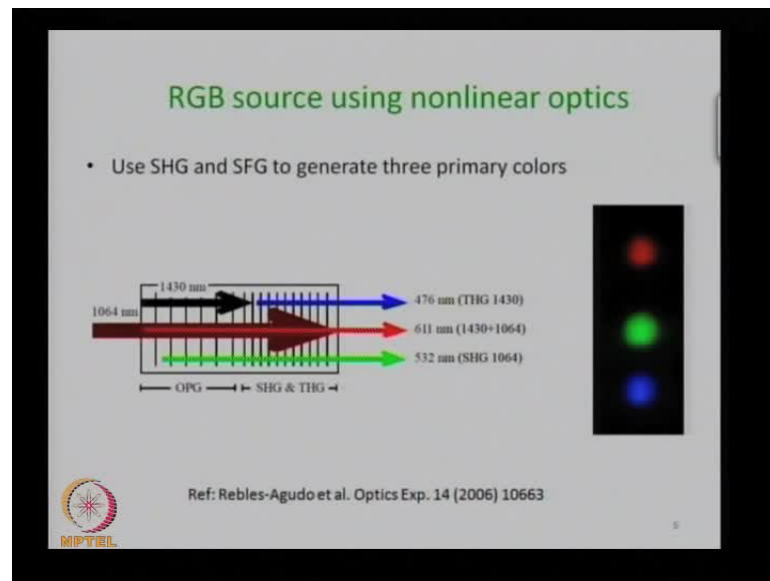 RGB source using nonlinear optics
• Use SHG and SFG to generate three primary colors
1430 nm
1064 nm
476 nm (THG 1430)
611 nm (1430+1064)
532 nm (SHG 1064)
OPG
SHG & THG
Ref: Rebles-Agudo et al. Optics Exp. 14 (2006) 10663
5
NPTEL